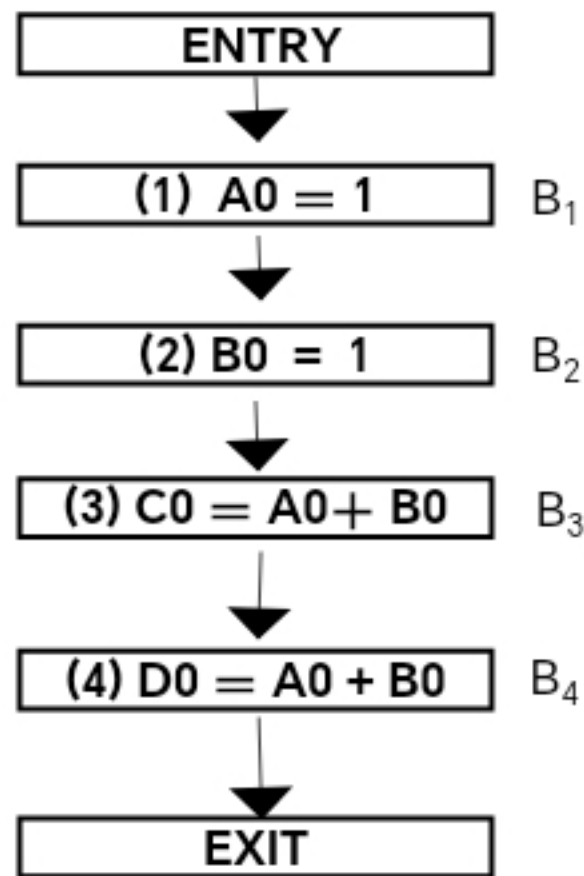 ENTRY
(1) A0 = 1 B₁
(2) B0 = 1 B₂
(3) C0 = A0+ B0 B₃
(4) D0 = A0 + B0 B₄
EXIT